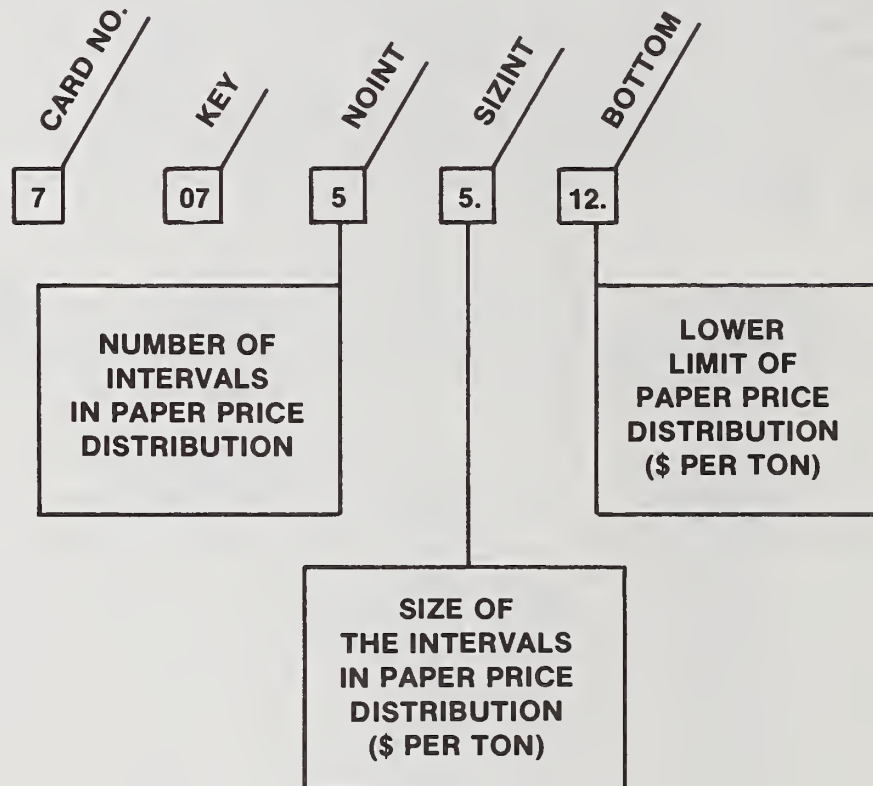 CARD NO.
KEY
NOINT
SIZINT
BOTTOM
7
07
5
5.
12.
NUMBER OF
INTERVALS
IN PAPER PRICE
DISTRIBUTION
LOWER
LIMIT OF
PAPER PRICE
DISTRIBUTION
($ PER TON)
SIZE OF
THE INTERVALS
IN PAPER PRICE
DISTRIBUTION
($ PER TON)